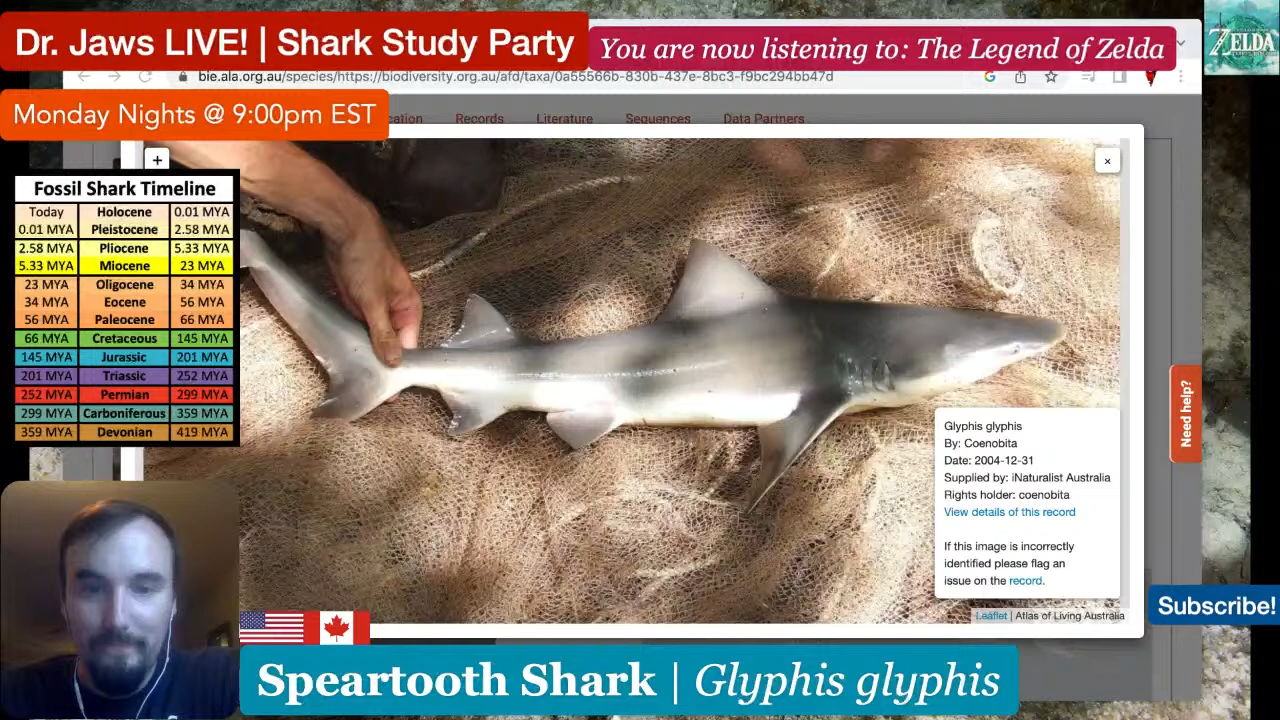 Dr. Jaws LIVE! | Shark Study Party
You are now listening to: The Legend of Zelda
ZELDA
bie.ala.org.au/species/https://biodiversity.org.au/afd/taxa/0a55566b-830b-437e-8bc3-f9bc294bb47d
Monday Nights @ 9:00pm EST
Records Literature Sequences Data Partners
+
×
Fossil Shark Timeline
Today Holocene 0.01 MYA
0.01 MYA Pleistocene 2.58 MYA
2.58 MYA Pliocene 5.33 MYA
5.33 MYA Miocene 23 MYA
23 MYA Oligocene 34 MYA
34 MYA Eocene 56 MYA
56 MYA Paleocene 66 MYA
66 MYA Cretaceous 145 MYA
145 MYA Jurassic 201 MYA
201 MYA Triassic 252 MYA
252 MYA Permian 299 MYA
299 MYA Carboniferous 359 MYA
359 MYA Devonian 419 MYA
Need help?
Glyphis glyphis
By: Coenobita
Date: 2004-12-31
Supplied by: iNaturalist Australia
Rights holder: coenobita
View details of this record
If this image is incorrectly
identified please flag an
issue on the record.
Leaflet | Atlas of Living Australia
Subscribe!
Speartooth Shark | Glyphis glyphis